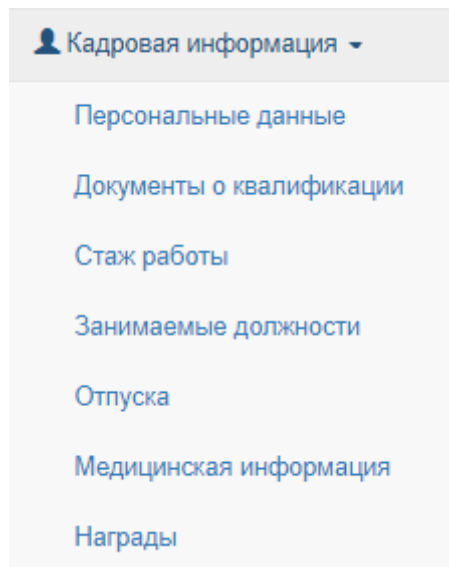 Кадровая информация
Персональные данные
Документы о квалификации
Стаж работы
Занимаемые должности
Отпуска
Медицинская информация
Награды